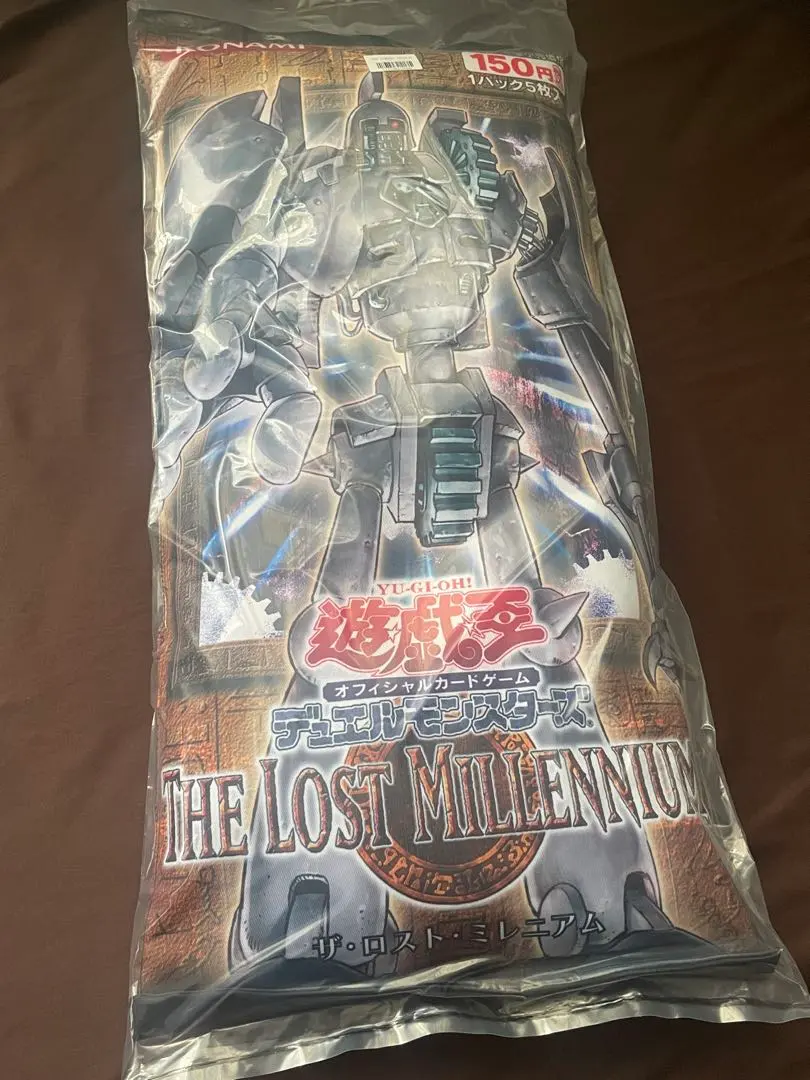 KONAMI
150円
1パック5枚入
YU-GI-OH!
遊戯王
オフィシャルカードゲーム
デュエルモンスターズ
THE LOST MILLENNIUM
ザ・ロスト・ミレニアム